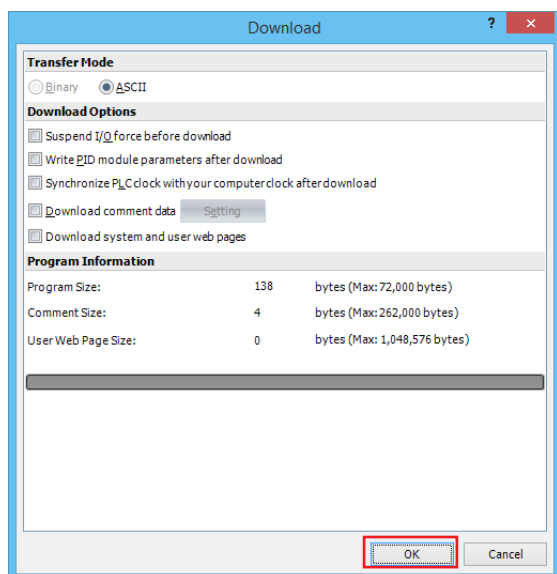 Download
? ×
Transfer Mode
Binary ASCII
Download Options
Suspend I/O force before download
Write PID module parameters after download
Synchronize PLC clock with your computer clock after download
Download comment data Setting
Download system and user web pages
Program Information
Program Size: 138 bytes (Max: 72,000 bytes)
Comment Size: 4 bytes (Max: 262,000 bytes)
User Web Page Size: 0 bytes (Max: 1,048,576 bytes)
OK Cancel